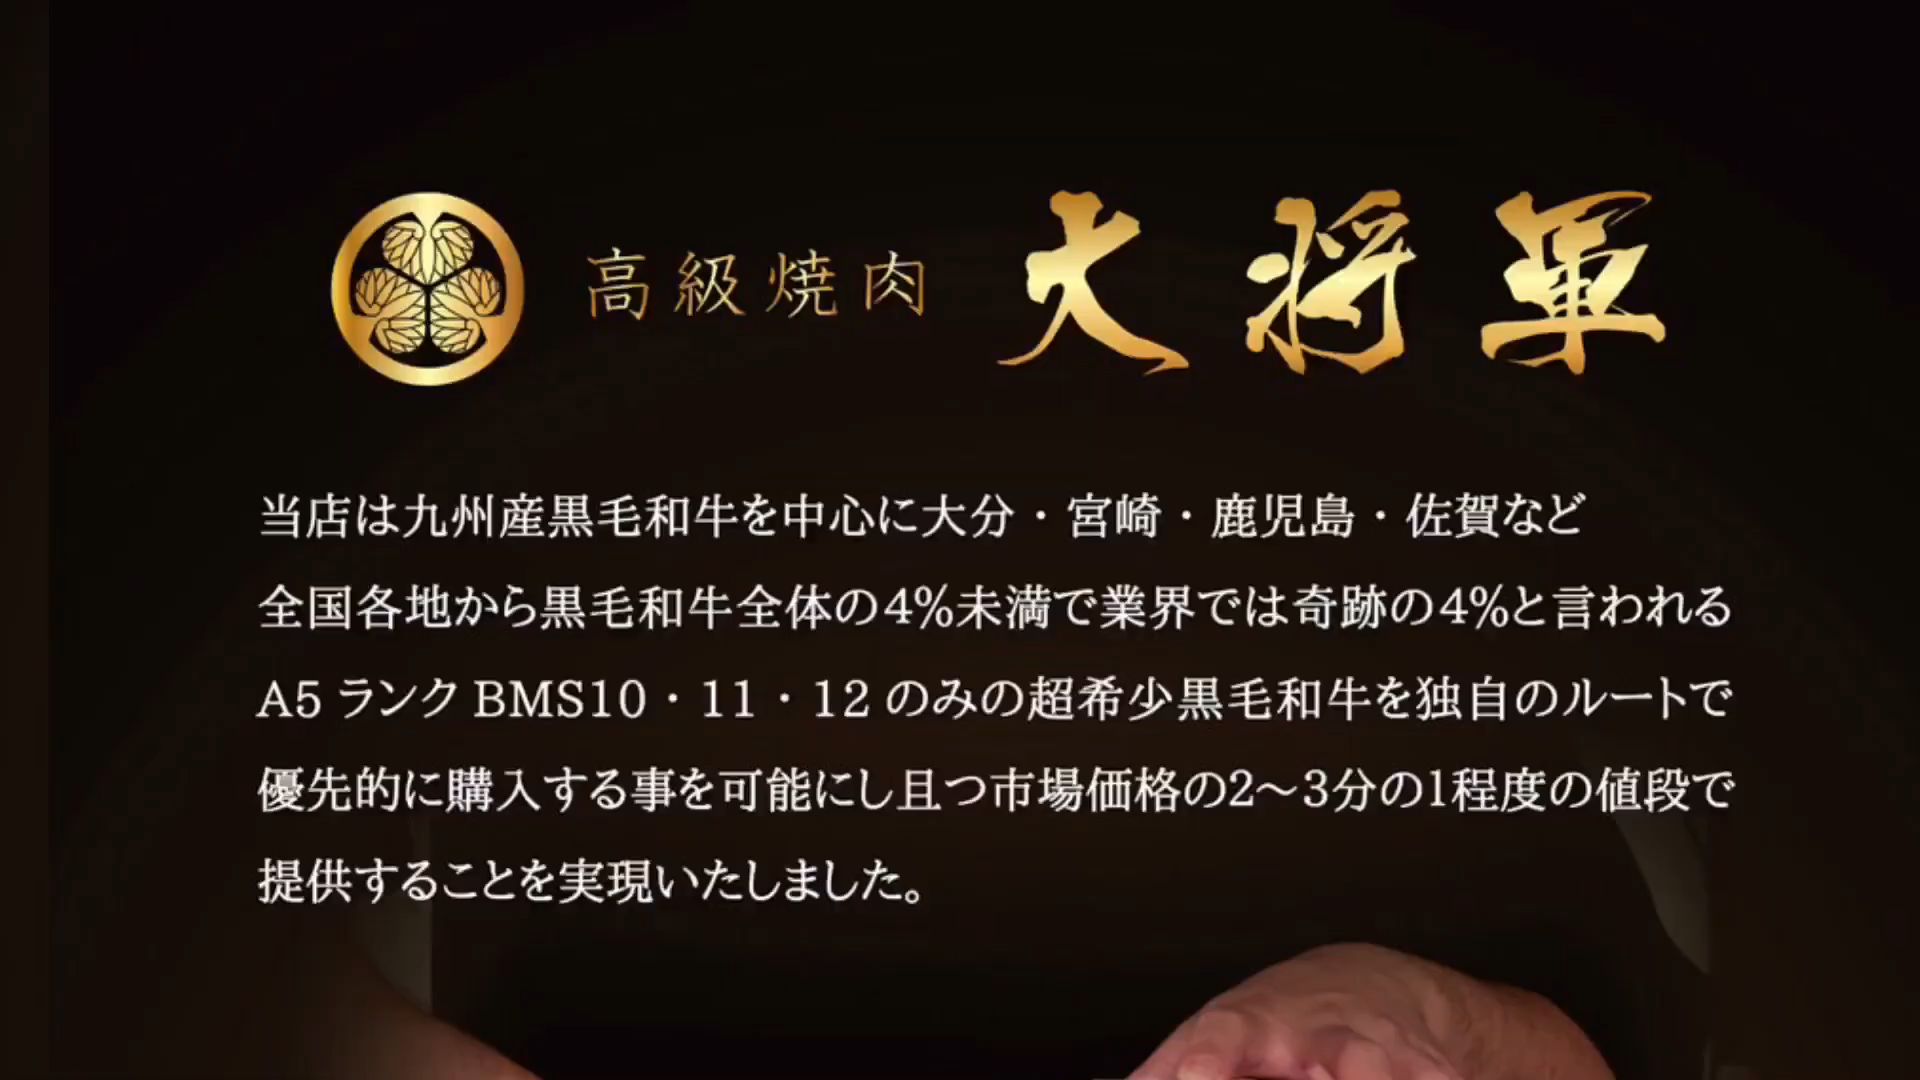 高級焼肉 大将軍
当店は九州産黒毛和牛を中心に大分・宮崎・鹿児島・佐賀など
全国各地から黒毛和牛全体の4%未満で業界では奇跡の4%と言われる
A5ランクBMS10・11・12のみの超希少黒毛和牛を独自のルートで
優先的に購入する事を可能にし且つ市場価格の2～3分の1程度の値段で
提供することを実現いたしました。